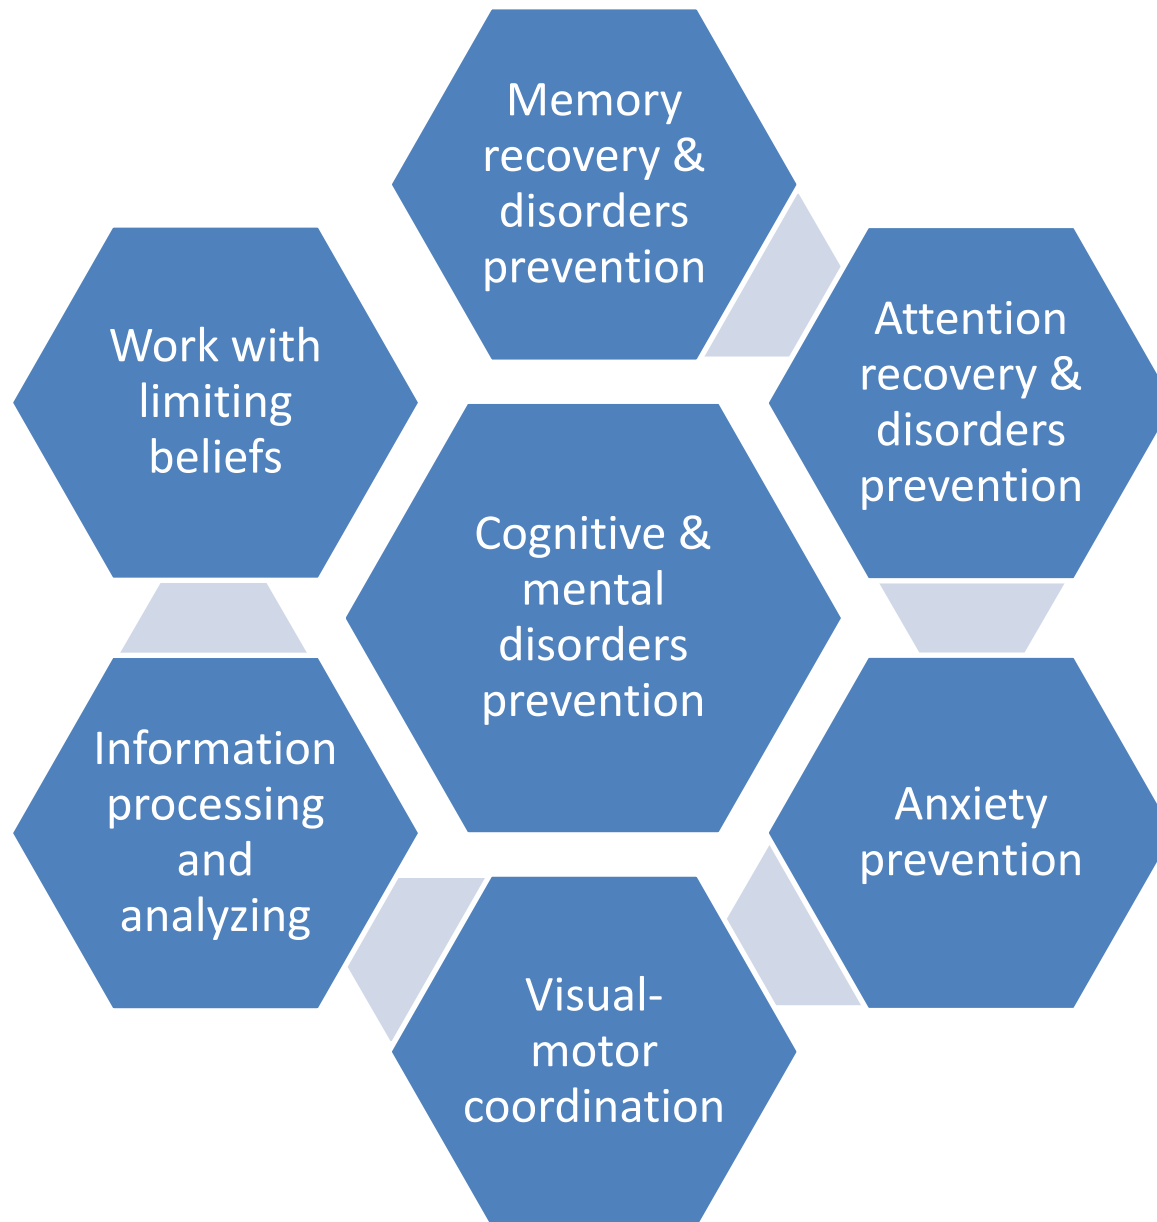 Memory
recovery &
disorders
prevention
Attention
recovery &
disorders
prevention
Anxiety
prevention
Visual-
motor
coordination
Information
processing
and
analyzing
Work with
limiting
beliefs
Cognitive &
mental
disorders
prevention